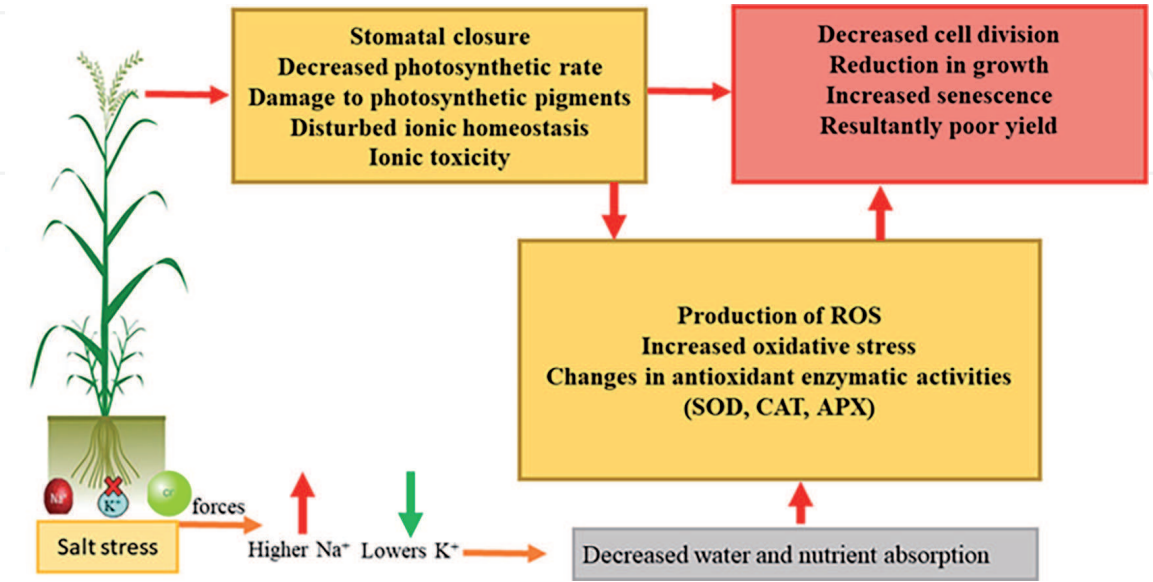 Stomatal closure
Decreased photosynthetic rate
Damage to photosynthetic pigments
Disturbed ionic homeostasis
Ionic toxicity
Decreased cell division
Reduction in growth
Increased senescence
Resultantly poor yield
Production of ROS
Increased oxidative stress
Changes in antioxidant enzymatic activities
(SOD, CAT, APX)
Na⁺
K⁺
Cl⁻
forces
Salt stress
Higher Na⁺ Lowers K⁺
Decreased water and nutrient absorption